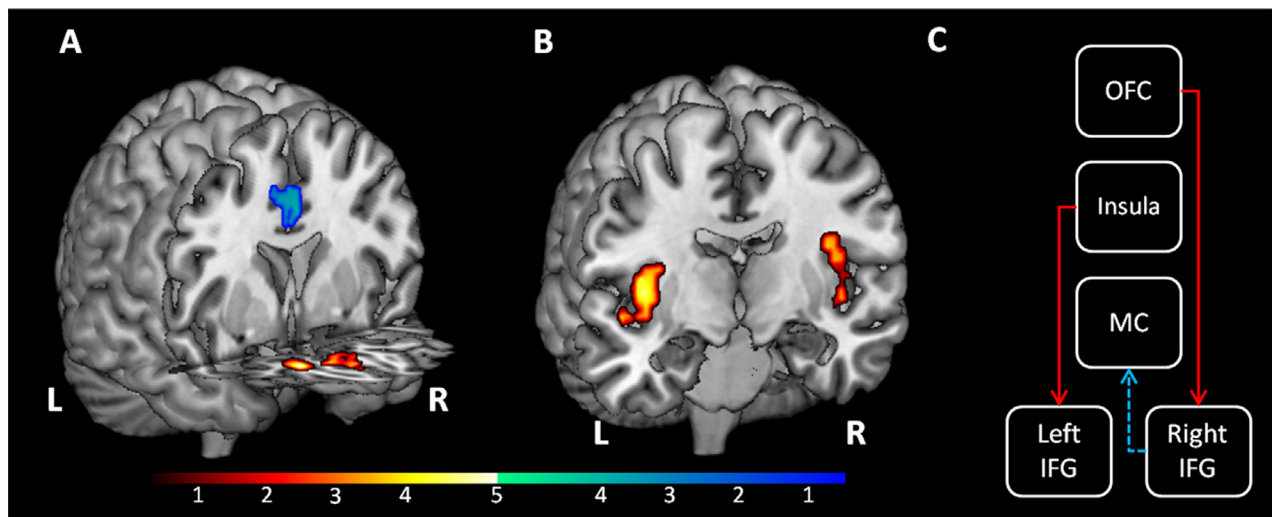 A
B
C
OFC
Insula
MC
L
R
L
R
Left
IFG
Right
IFG
1 2 3 4 5 4 3 2 1